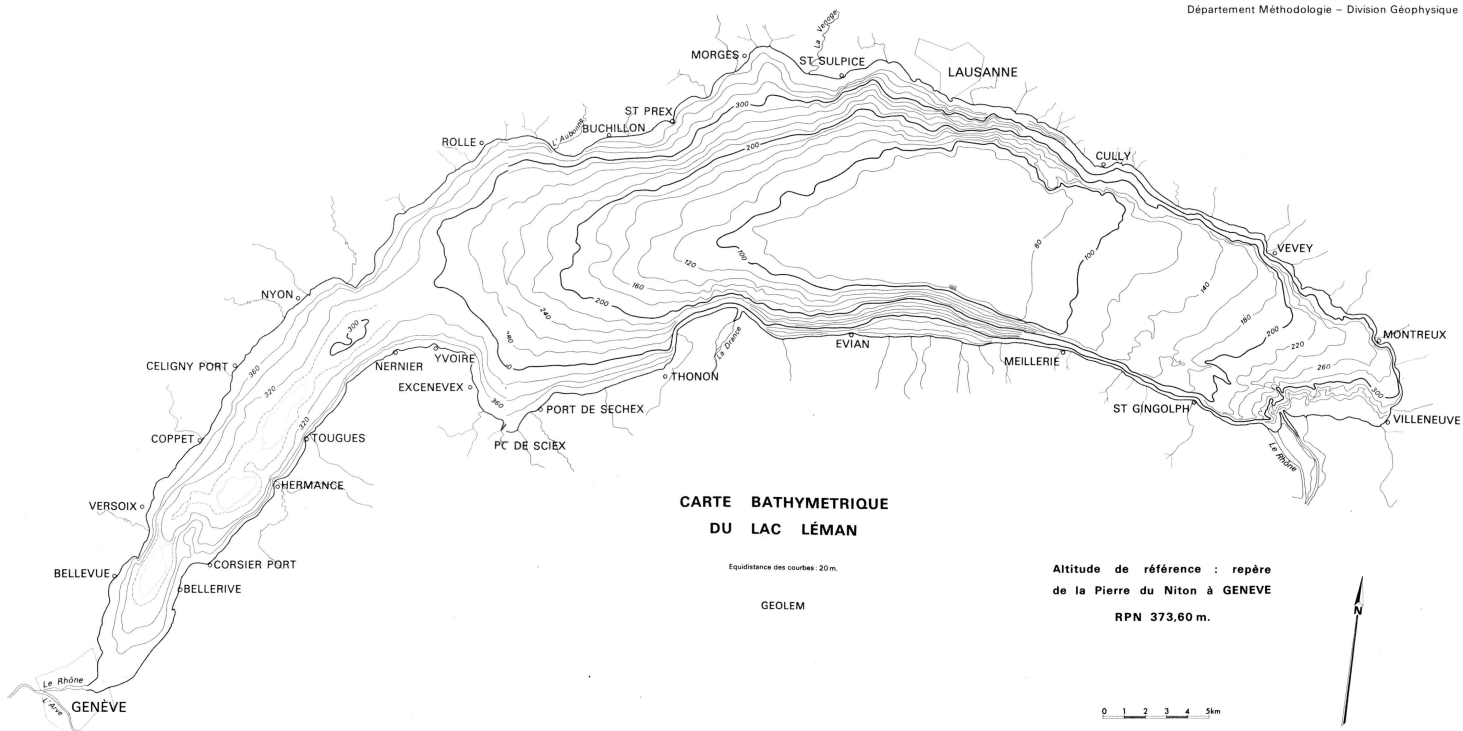 Département Méthodologie – Division Géophysique
La Venoge
MORGES
ST SULPICE
LAUSANNE
300
ST PREX
L'Aubonne
BUCHILLON
ROLLE
200
CULLY
80
100
VEVEY
100
120
140
NYON
160
200
240
180
200
300
280
220
MONTREUX
La Drance
EVIAN
MEILLERIE
CELIGNY PORT
360
NERNIER
YVOIRE
EXCENEVEX
THONON
260
300
320
360
PORT DE SECHEX
ST GINGOLPH
VILLENEUVE
COPPET
320
TOUGUES
PC DE SCIEX
Le Rhône
HERMANCE
VERSOIX
CARTE BATHYMETRIQUE
DU LAC LÉMAN
BELLEVUE
CORSIER PORT
Equidistance des courbes : 20 m.
BELLERIVE
GEOLEM
Altitude de référence : repère
de la Pierre du Niton à GENEVE
RPN 373,60 m.
N
Le Rhône
L'Arve
GENÈVE
0 1 2 3 4 5km